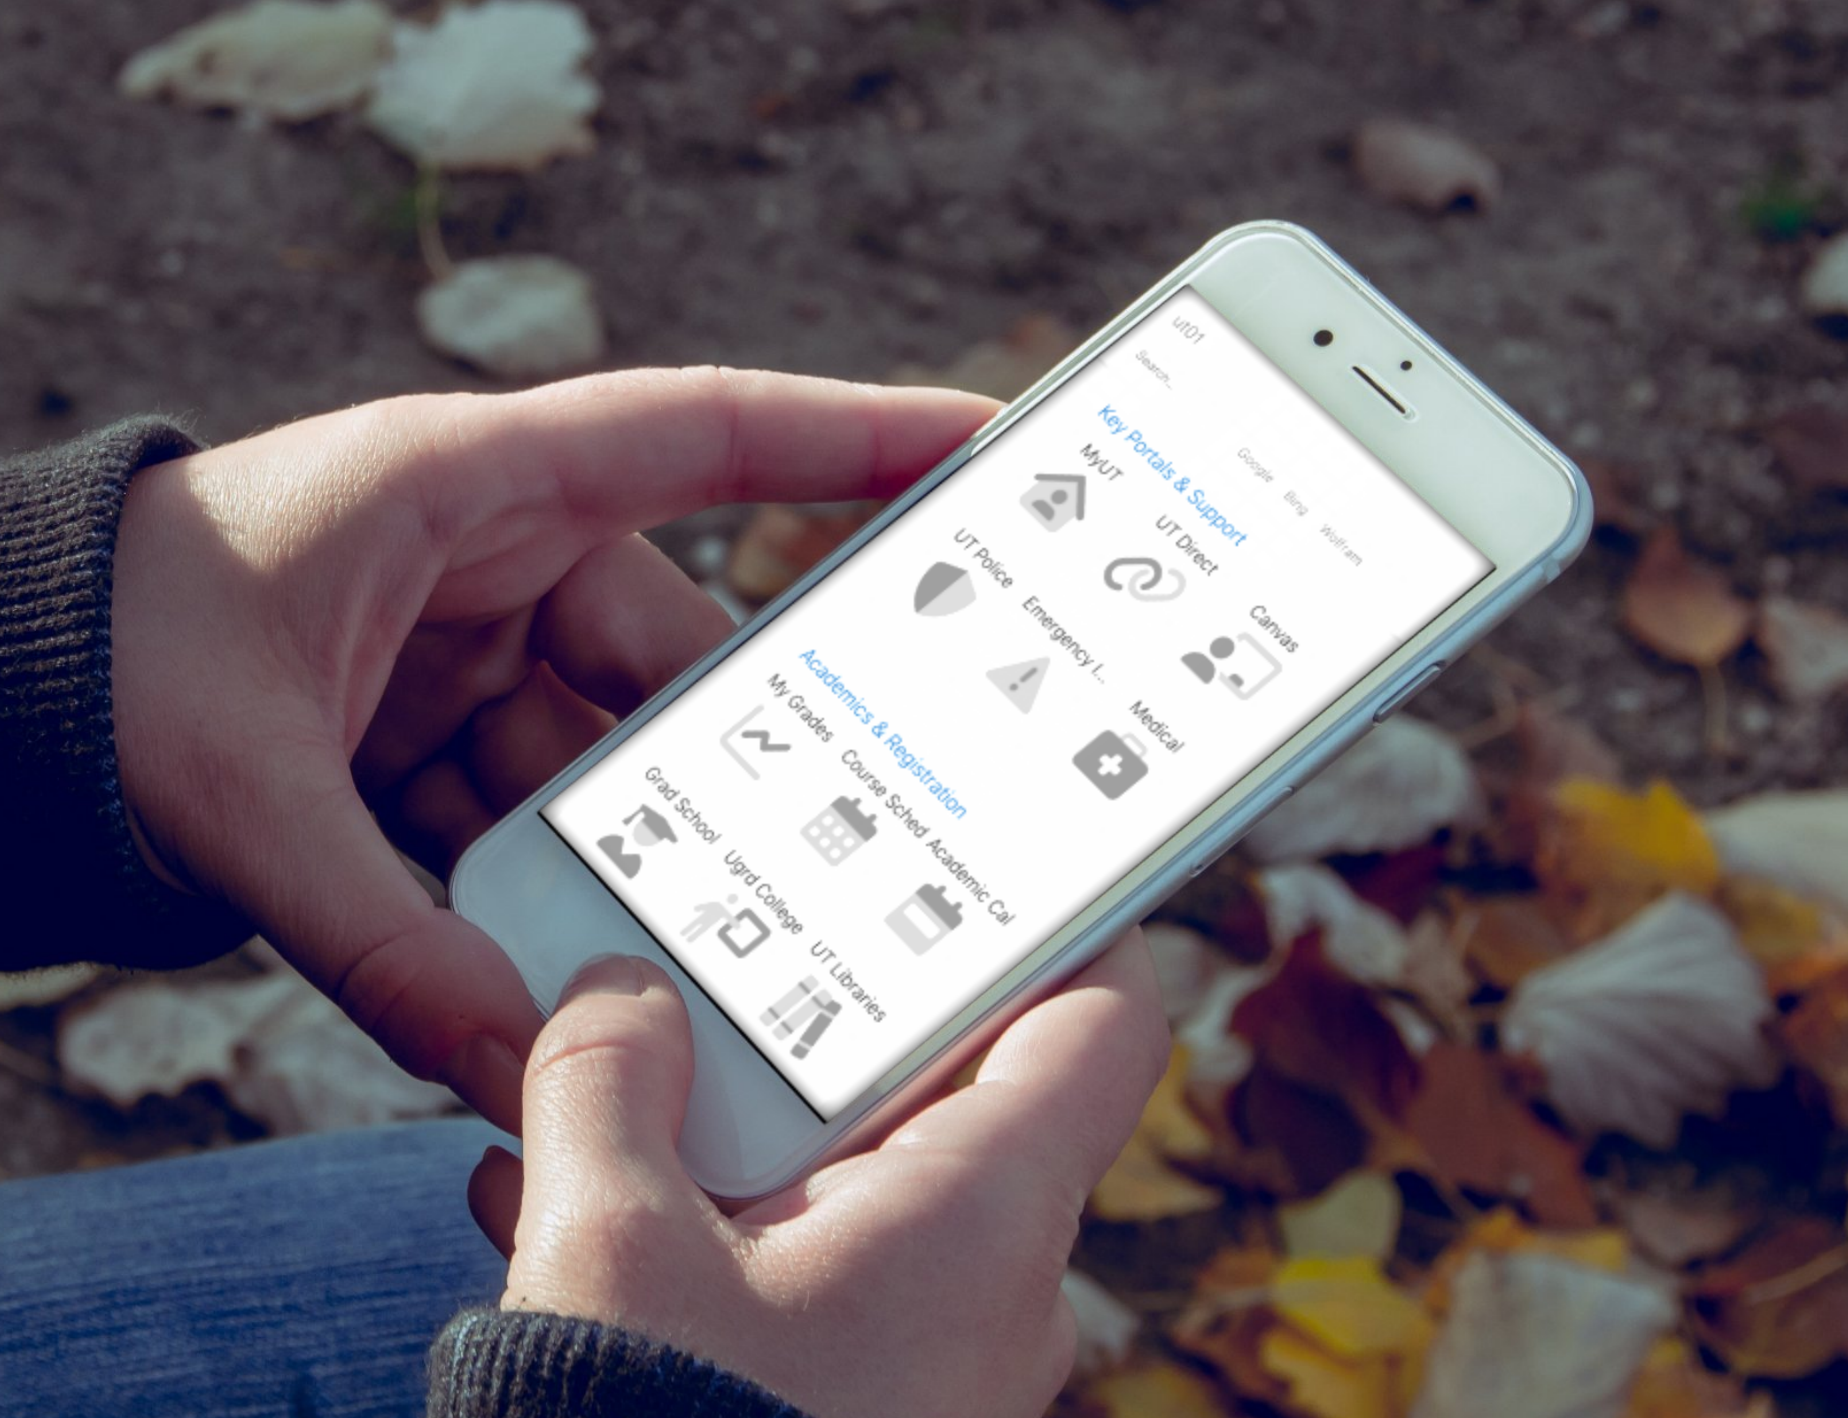 ut01
Search...
Google Bing Wolfram
Key Portals & Support
MyUT UT Direct Canvas
UT Police Emergency I... Medical
Academics & Registration
My Grades Course Sched Academic Cal
Grad School Ugrd College UT Libraries